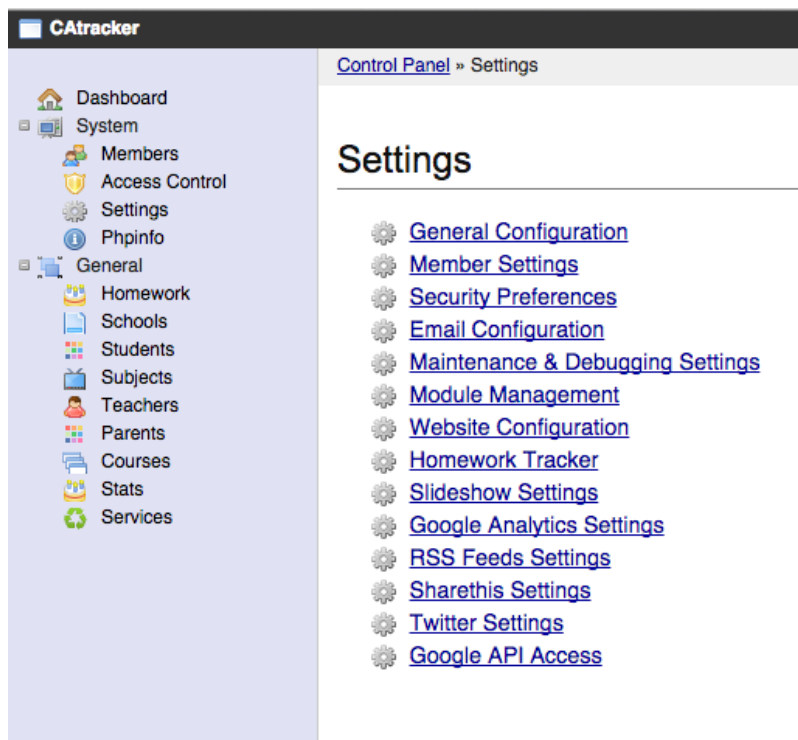 CAtracker
Dashboard
System
Members
Access Control
Settings
Phpinfo
General
Homework
Schools
Students
Subjects
Teachers
Parents
Courses
Stats
Services
Control Panel » Settings
Settings
General Configuration
Member Settings
Security Preferences
Email Configuration
Maintenance & Debugging Settings
Module Management
Website Configuration
Homework Tracker
Slideshow Settings
Google Analytics Settings
RSS Feeds Settings
Sharethis Settings
Twitter Settings
Google API Access